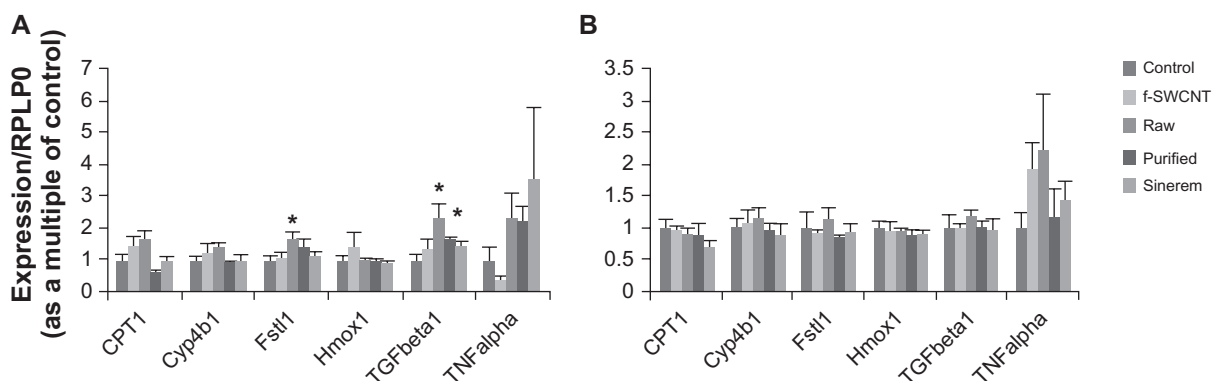 A
Expression/RPLP0
(as a multiple of control)
7
6
5
4
3
2
1
0
*
*
*
CPT1
Cyp4b1
Fstl1
Hmox1
TGFbeta1
TNFalpha
B
3.5
3
2.5
2
1.5
1
0.5
0
CPT1
Cyp4b1
Fstl1
Hmox1
TGFbeta1
TNFalpha
Control
f-SWCNT
Raw
Purified
Sinerem